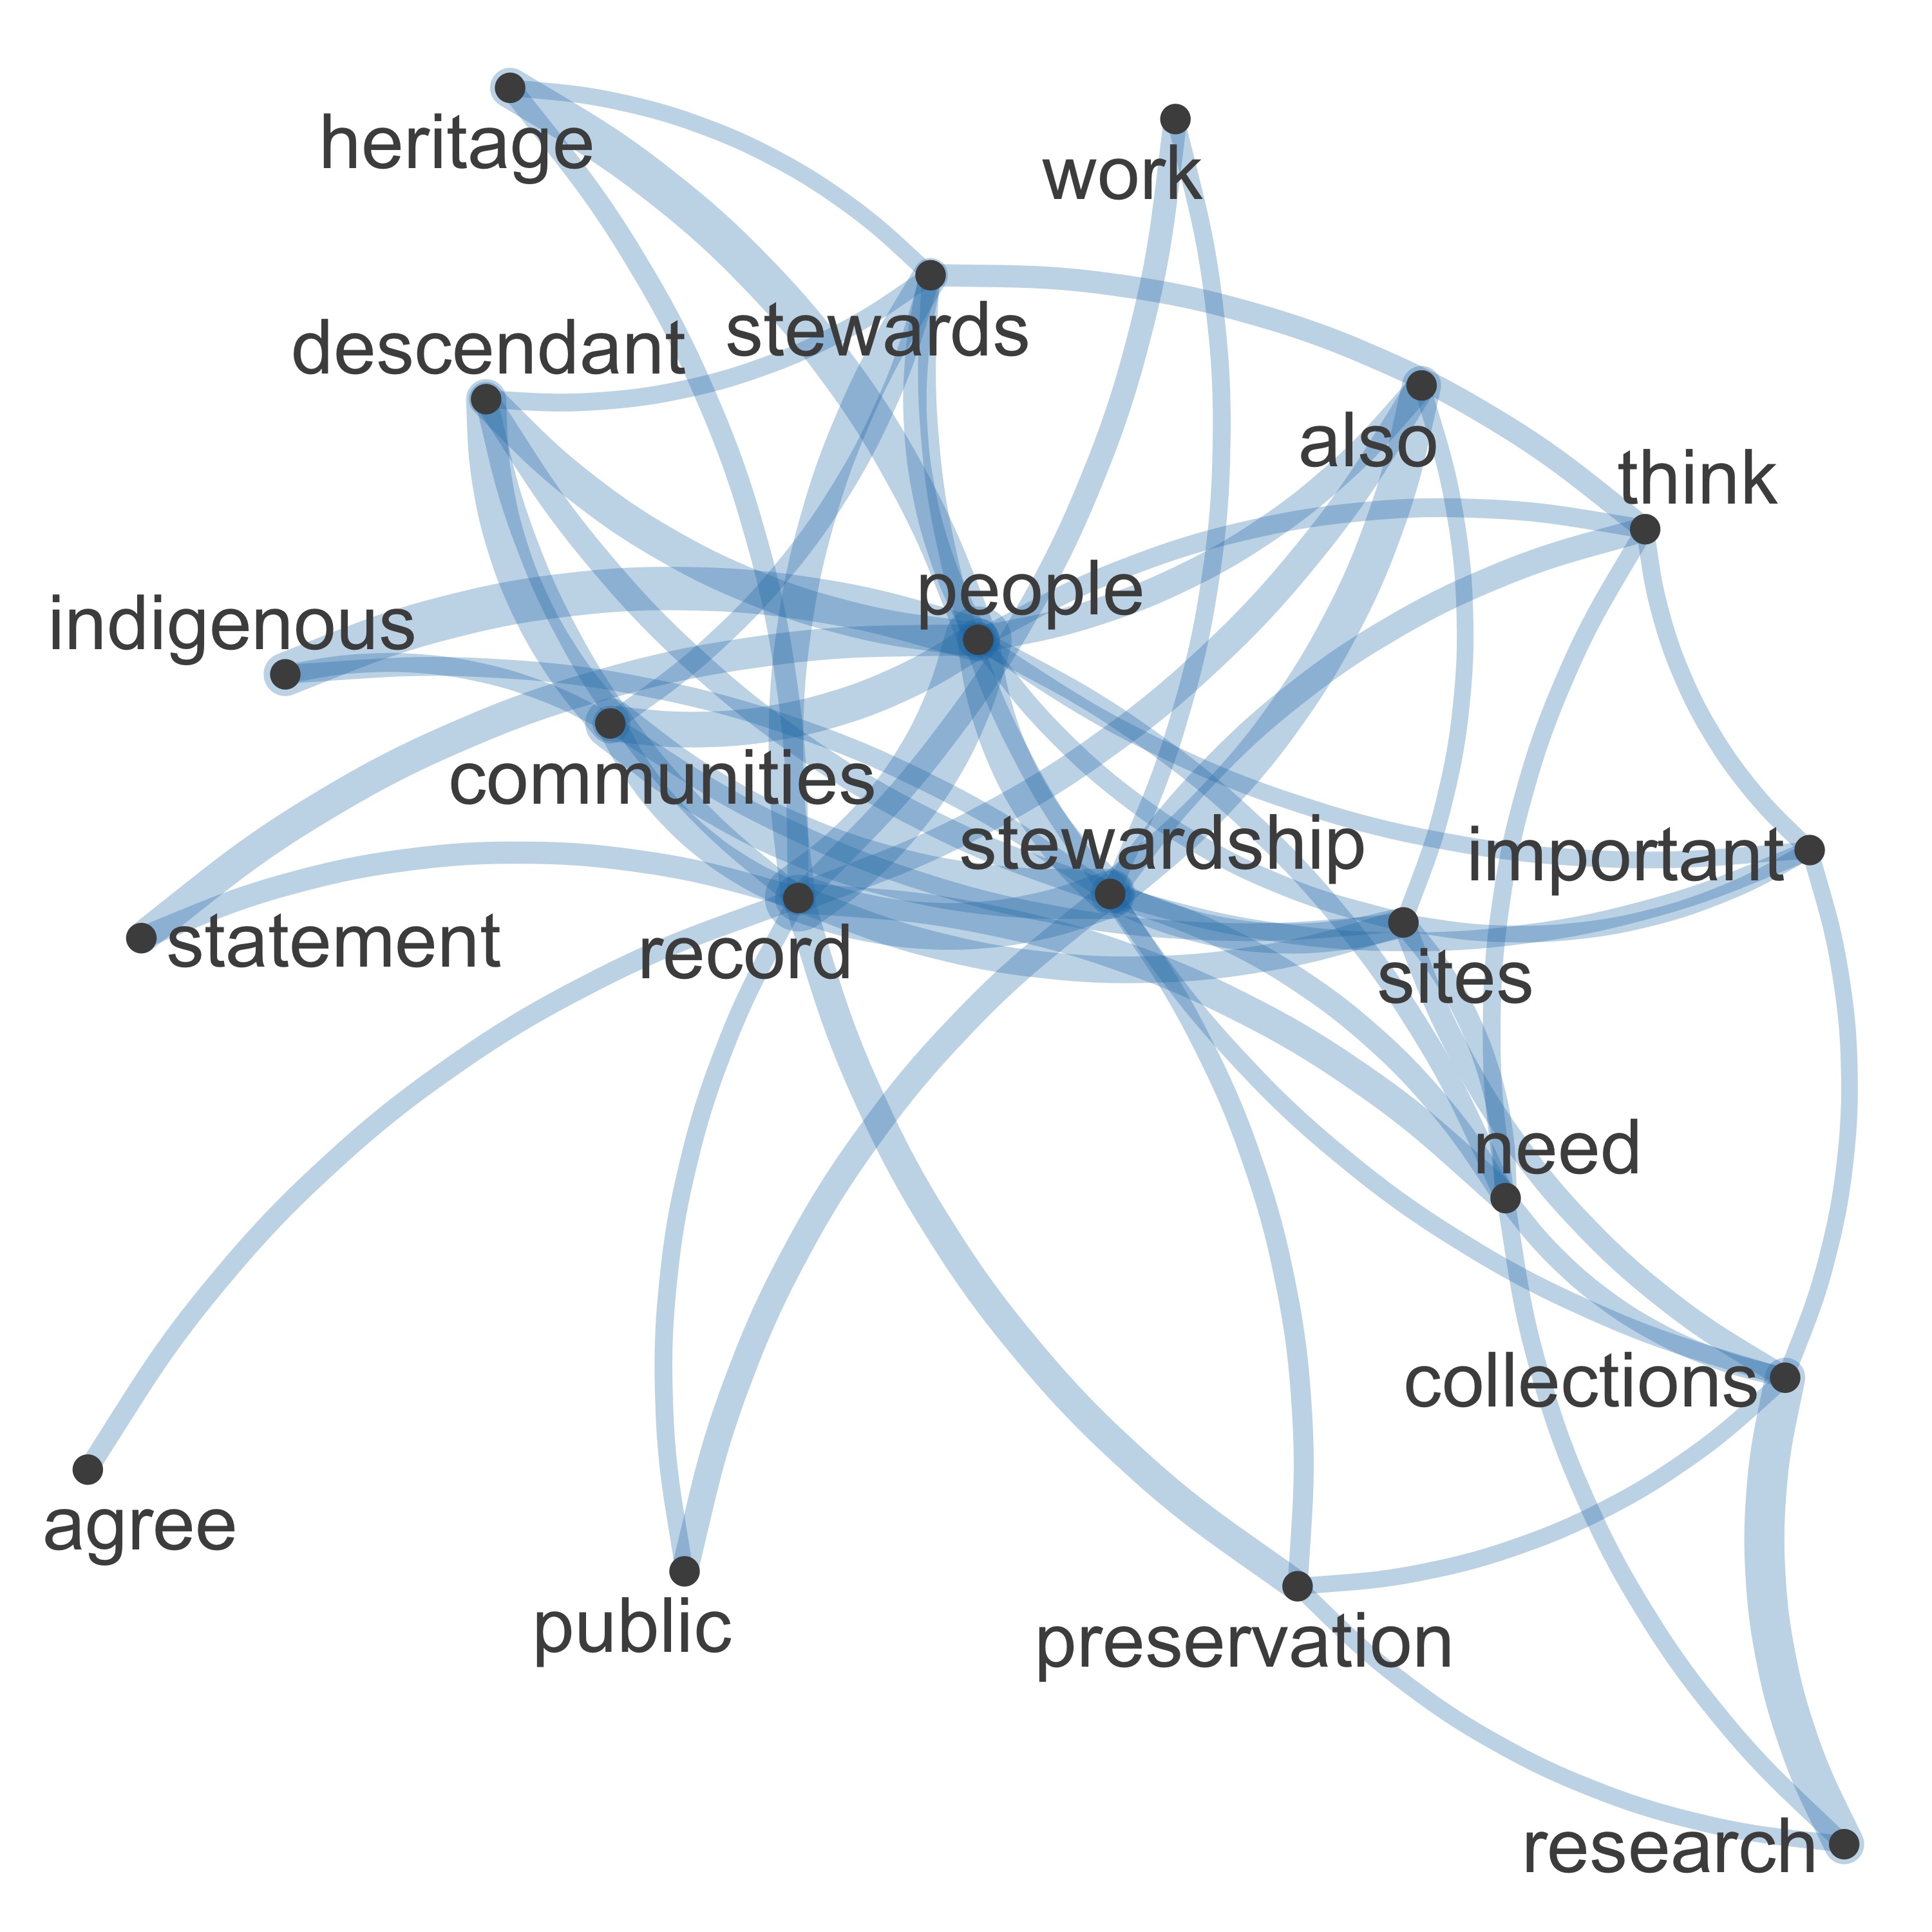 heritage
work
stewards
descendant
also
think
people
indigenous
communities
stewardship
important
statement
record
sites
need
collections
agree
public
preservation
research